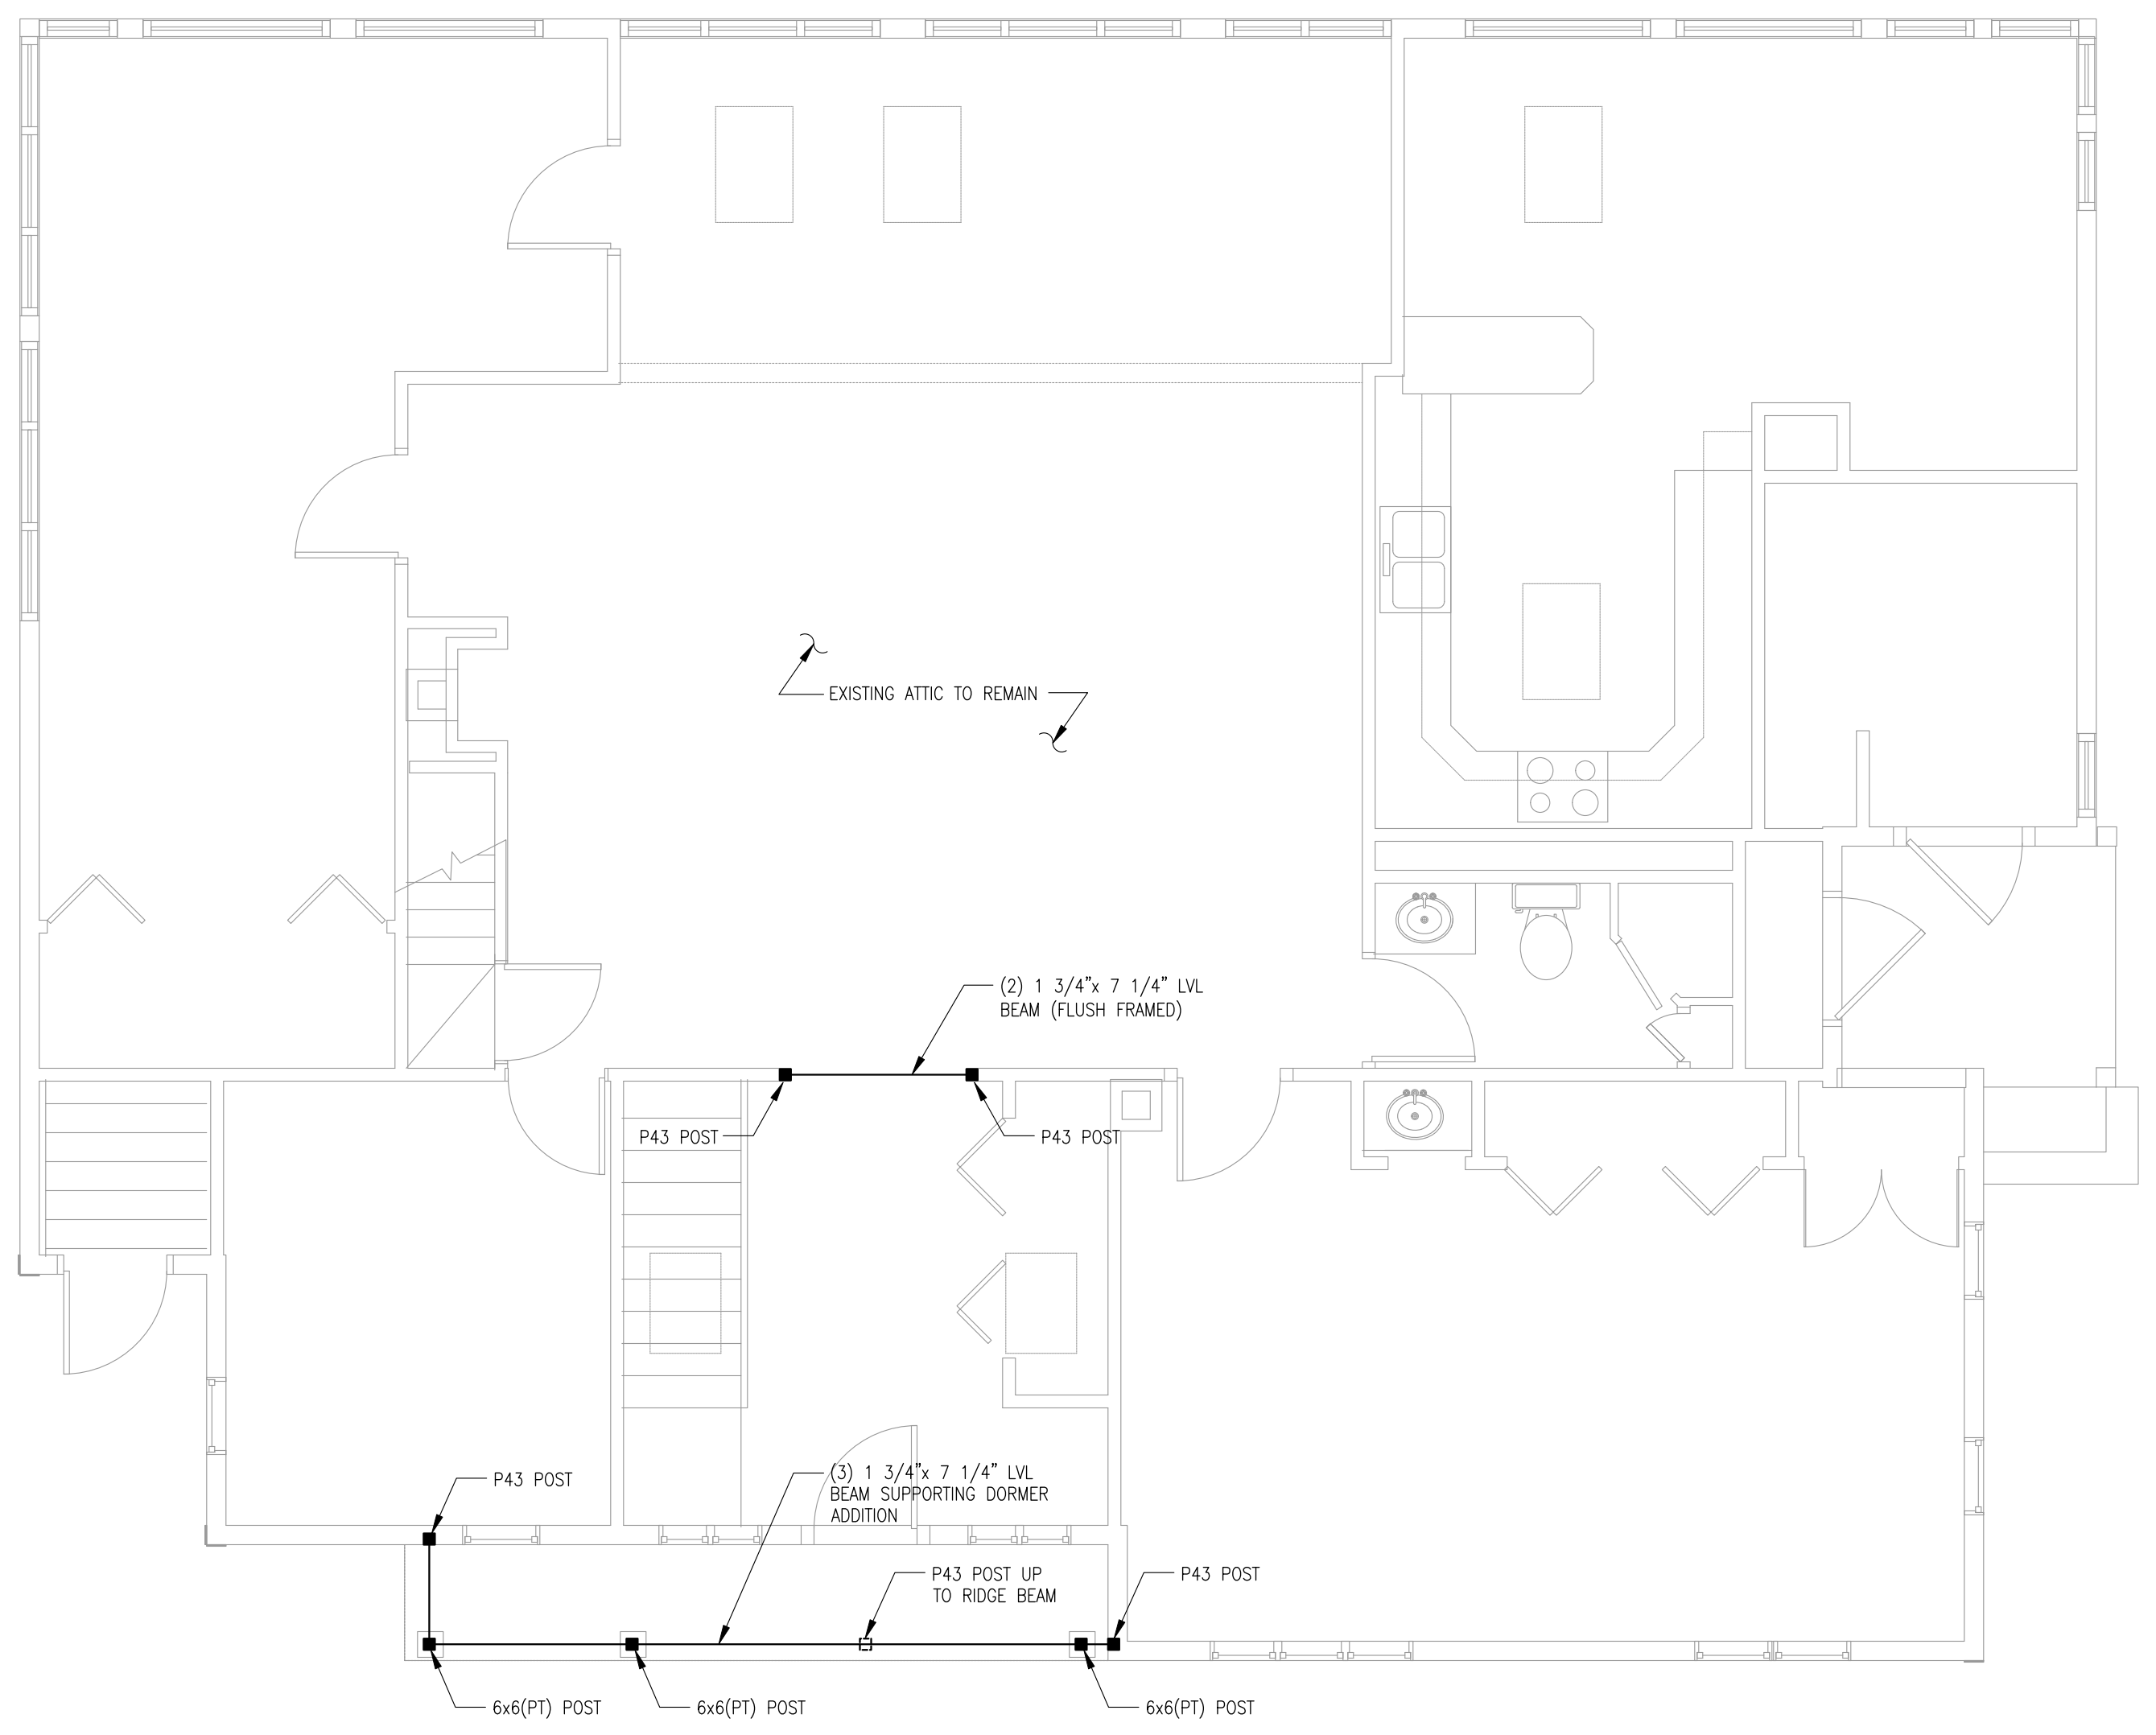 EXISTING ATTIC TO REMAIN
(2) 1 3/4"x 7 1/4" LVL
BEAM (FLUSH FRAMED)
P43 POST
P43 POST
(3) 1 3/4"x 7 1/4" LVL
BEAM SUPPORTING DORMER
ADDITION
P43 POST
P43 POST UP
TO RIDGE BEAM
P43 POST
6x6(PT) POST
6x6(PT) POST
6x6(PT) POST